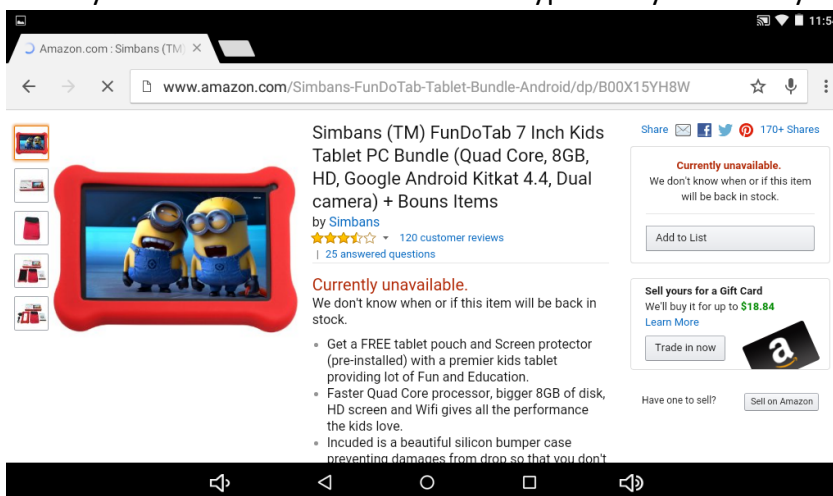 11:5
Amazon.com : Simbans (TM)
www.amazon.com/Simbans-FunDoTab-Tablet-Bundle-Android/dp/B00X15YH8W
Simbans (TM) FunDoTab 7 Inch Kids
Tablet PC Bundle (Quad Core, 8GB,
HD, Google Android Kitkat 4.4, Dual
camera) + Bouns Items
by Simbans
120 customer reviews
| 25 answered questions
Currently unavailable.
We don't know when or if this item will be back in
stock.
Get a FREE tablet pouch and Screen protector
(pre-installed) with a premier kids tablet
providing lot of Fun and Education.
Faster Quad Core processor, bigger 8GB of disk,
HD screen and Wifi gives all the performance
the kids love.
Incuded is a beautiful silicon bumper case
preventing damages from drop so that you don't
Share
170+ Shares
Currently unavailable.
We don't know when or if this item
will be back in stock.
Add to List
Sell yours for a Gift Card
We'll buy it for up to $18.84
Learn More
Trade in now
a
Have one to sell?
Sell on Amazon